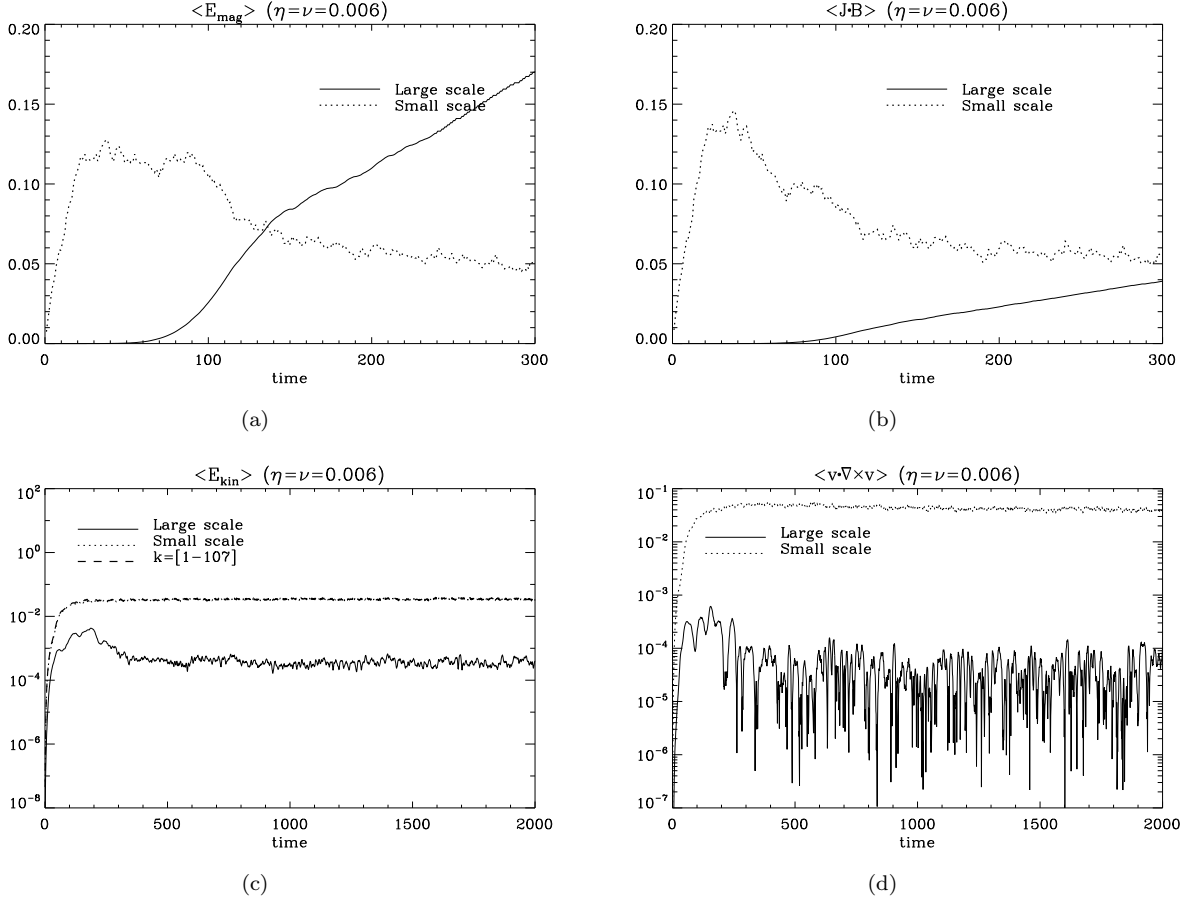 <E_mag> (η=ν=0.006)
0.20
0.15
0.10
0.05
0.00
Large scale
Small scale
0 100 200 300
time
(a)
<J·B> (η=ν=0.006)
0.20
0.15
0.10
0.05
0.00
Large scale
Small scale
0 100 200 300
time
(b)
<E_kin> (η=ν=0.006)
10^2
10^0
10^-2
10^-4
10^-6
10^-8
Large scale
Small scale
k=[1-107]
0 500 1000 1500 2000
time
(c)
<v·∇×v> (η=ν=0.006)
10^-1
10^-2
10^-3
10^-4
10^-5
10^-6
10^-7
Large scale
Small scale
0 500 1000 1500 2000
time
(d)